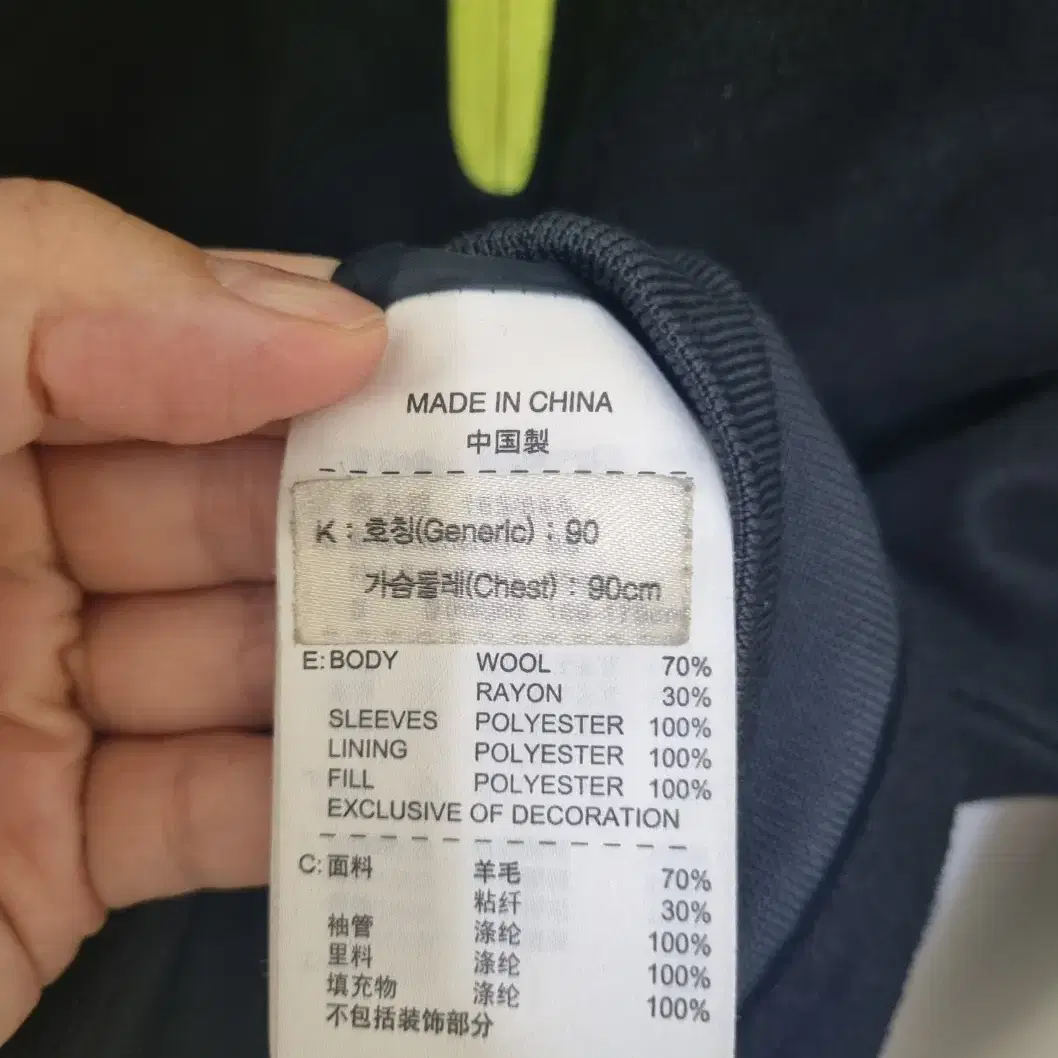 MADE IN CHINA
中国製
K : 호칭(Generic) : 90
가슴둘레(Chest) : 90cm
E: BODY WOOL 70%
RAYON 30%
SLEEVES POLYESTER 100%
LINING POLYESTER 100%
FILL POLYESTER 100%
EXCLUSIVE OF DECORATION
C: 面料 羊毛 70%
粘纤 30%
袖管 涤纶 100%
里料 涤纶 100%
填充物 涤纶 100%
不包括装饰部分